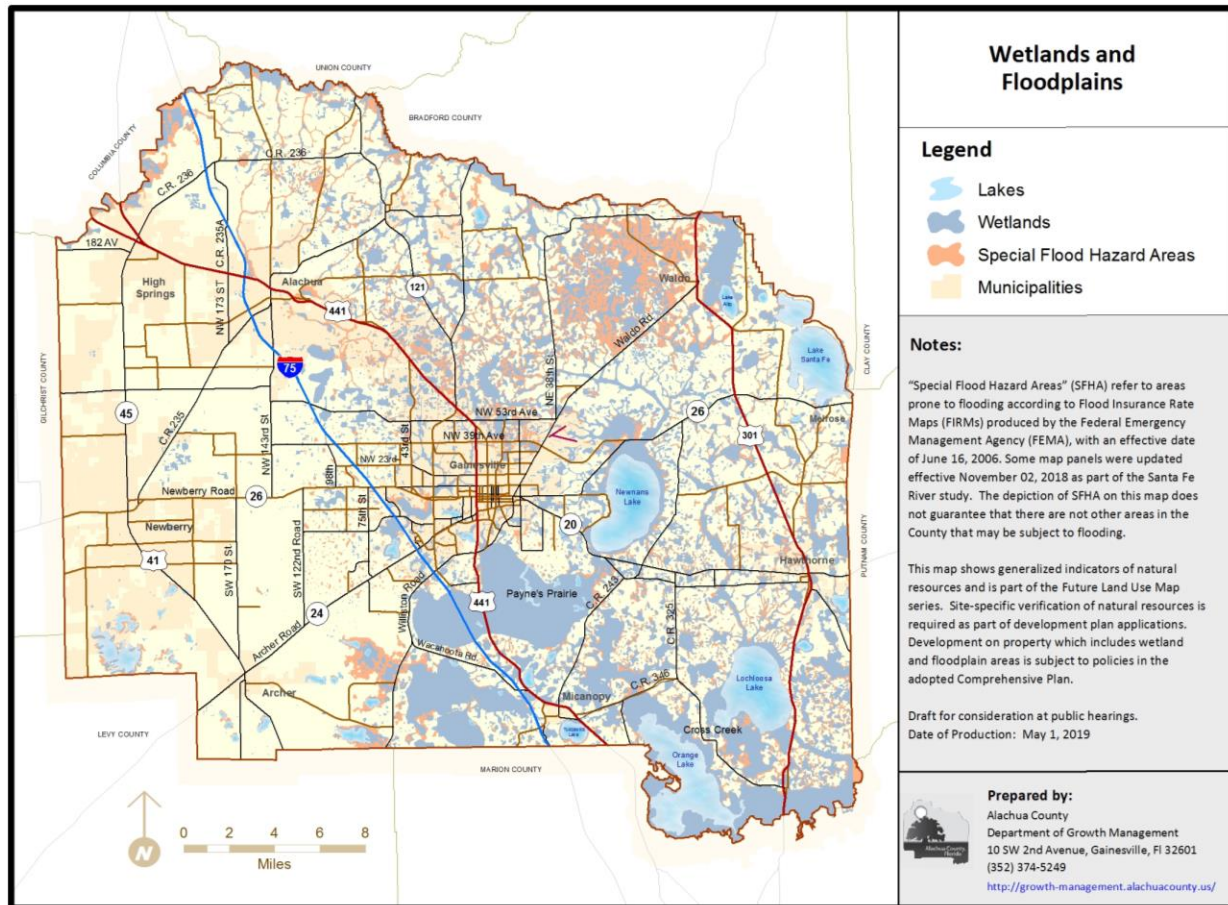 UNION COUNTY
BRADFORD COUNTY
COLUMBIA COUNTY
C.R. 236
C.R. 236
182 AV
C.R. 235A
High
Springs
Alachua
121
Waldo
Lake
Alto
NW 173 ST
441
Waldo Rd
Lake
Santa Fe
CLAY COUNTY
GILCHRIST COUNTY
75
NE 38th St.
45
C.R.235
NW 143rd St
NW 53rd Ave
26
Melrose
43rd St
NW 39th Ave
301
98th
NW 23rd
Gainesville
Newberry Road
26
75th St
Newnans
Lake
20
Newberry
SW 122nd Road
PUTNAM COUNTY
41
SW 170 St
Hawthorne
24
Williston Road
441
Payne's Prairie
C.R. 243
C.R. 325
Archer Road
Wacahoota Rd.
Lochloosa
Lake
Archer
C.R. 346
Micanopy
Cross Creek
LEVY COUNTY
Orange
Lake
MARION COUNTY
N
0 2 4 6 8
Miles
Wetlands and
Floodplains
Legend
Lakes
Wetlands
Special Flood Hazard Areas
Municipalities
Notes:
"Special Flood Hazard Areas" (SFHA) refer to areas
prone to flooding according to Flood Insurance Rate
Maps (FIRMs) produced by the Federal Emergency
Management Agency (FEMA), with an effective date
of June 16, 2006. Some map panels were updated
effective November 02, 2018 as part of the Santa Fe
River study. The depiction of SFHA on this map does
not guarantee that there are not other areas in the
County that may be subject to flooding.
This map shows generalized indicators of natural
resources and is part of the Future Land Use Map
series. Site-specific verification of natural resources is
required as part of development plan applications.
Development on property which includes wetland
and floodplain areas is subject to policies in the
adopted Comprehensive Plan.
Draft for consideration at public hearings.
Date of Production: May 1, 2019
Alachua County
Florida
Prepared by:
Alachua County
Department of Growth Management
10 SW 2nd Avenue, Gainesville, Fl 32601
(352) 374-5249
http://growth-management.alachuacounty.us/